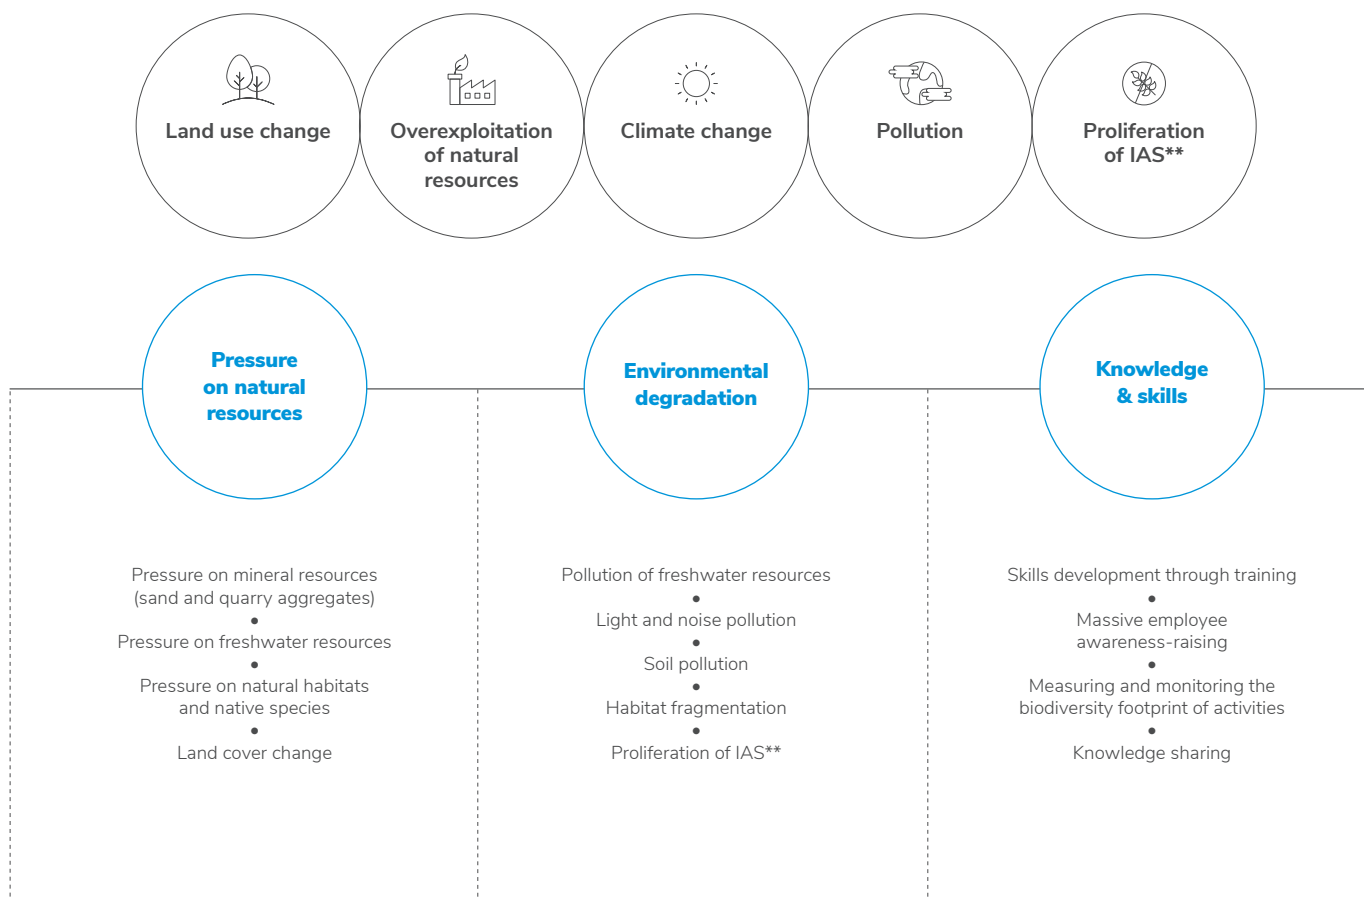 Land use change
Overexploitation
of natural
resources
Climate change
Pollution
Proliferation
of IAS**
Pressure
on natural
resources
Environmental
degradation
Knowledge
& skills
Pressure on mineral resources
(sand and quarry aggregates)
•
Pressure on freshwater resources
•
Pressure on natural habitats
and native species
•
Land cover change
Pollution of freshwater resources
•
Light and noise pollution
•
Soil pollution
•
Habitat fragmentation
•
Proliferation of IAS**
Skills development through training
•
Massive employee
awareness-raising
•
Measuring and monitoring the
biodiversity footprint of activities
•
Knowledge sharing